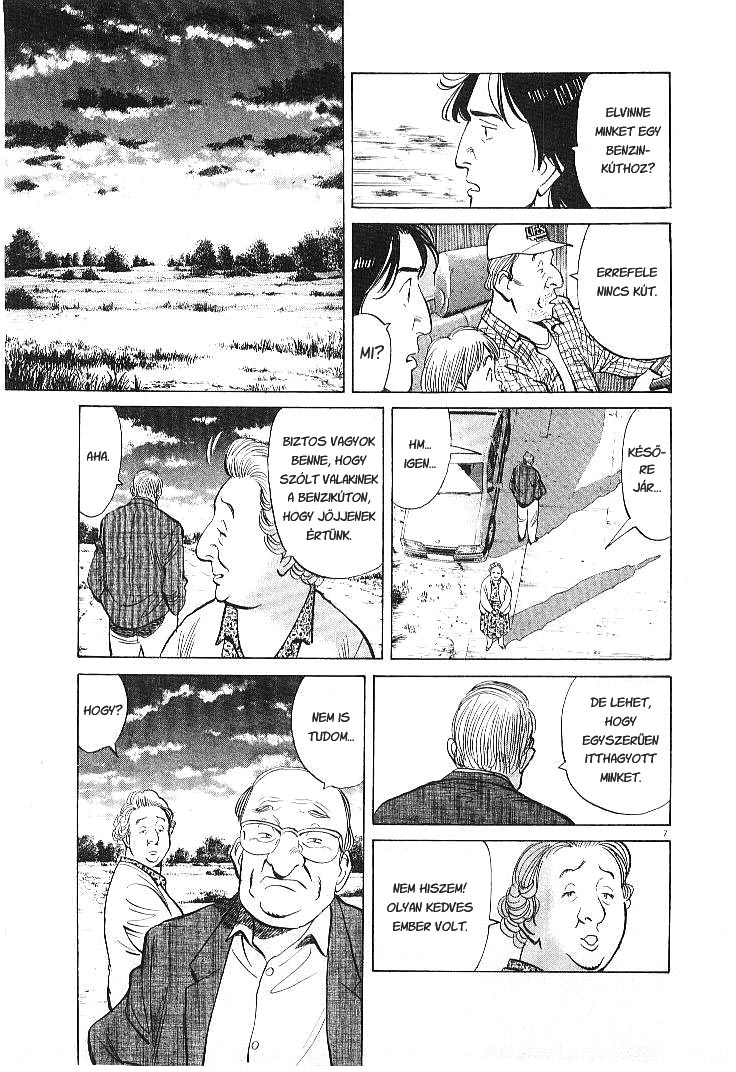 ELVINNE
MINKET EGY
BENZIN-
KÚTHOZ?
ERREFELE
NINCS KÚT.
MI?
KÉSŐ-
RE
JÁR...
HM...
IGEN...
BIZTOS VAGYOK
BENNE, HOGY
SZÓLT VALAKINEK
A BENZIKÚTON,
HOGY JÖJJENEK
ÉRTÜNK.
AHA.
DE LEHET,
HOGY
EGYSZERŰEN
ITTHAGYOTT
MINKET.
7
NEM HISZEM!
OLYAN KEDVES
EMBER VOLT.
NEM IS
TUDOM...
HOGY?